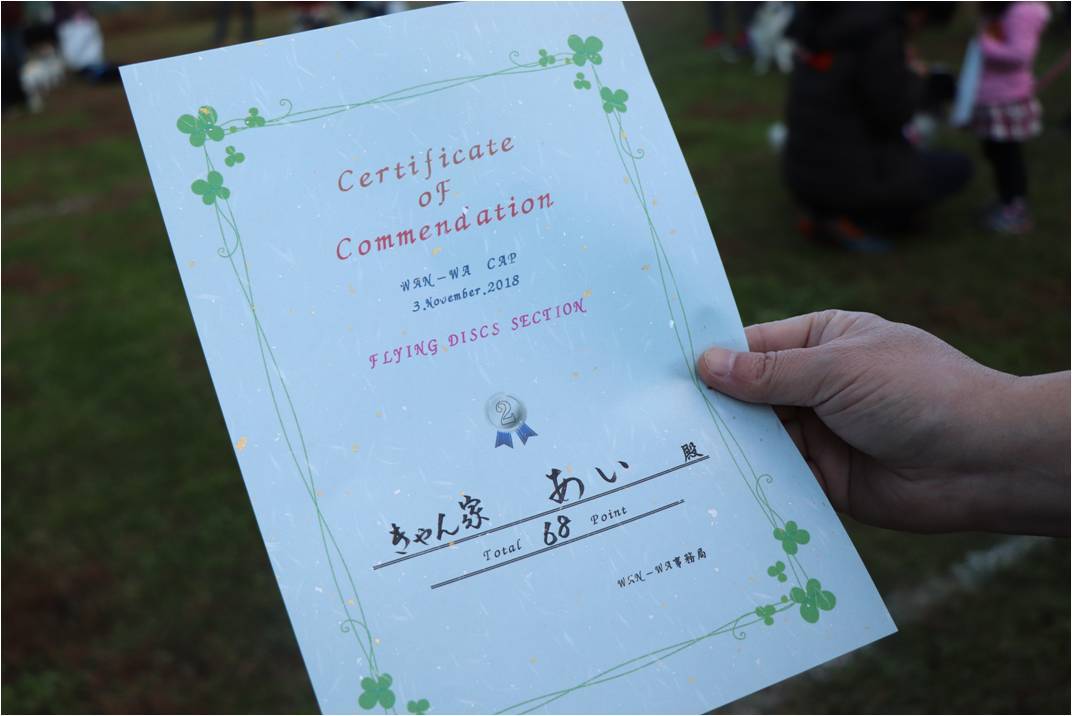 Certificate
oF
Commendation
WAN-WA CAP
3.November.2018
FLYING DISCS SECTION
2
きゃん家 あい 殿
Total 68 Point
WAN-WA事務局